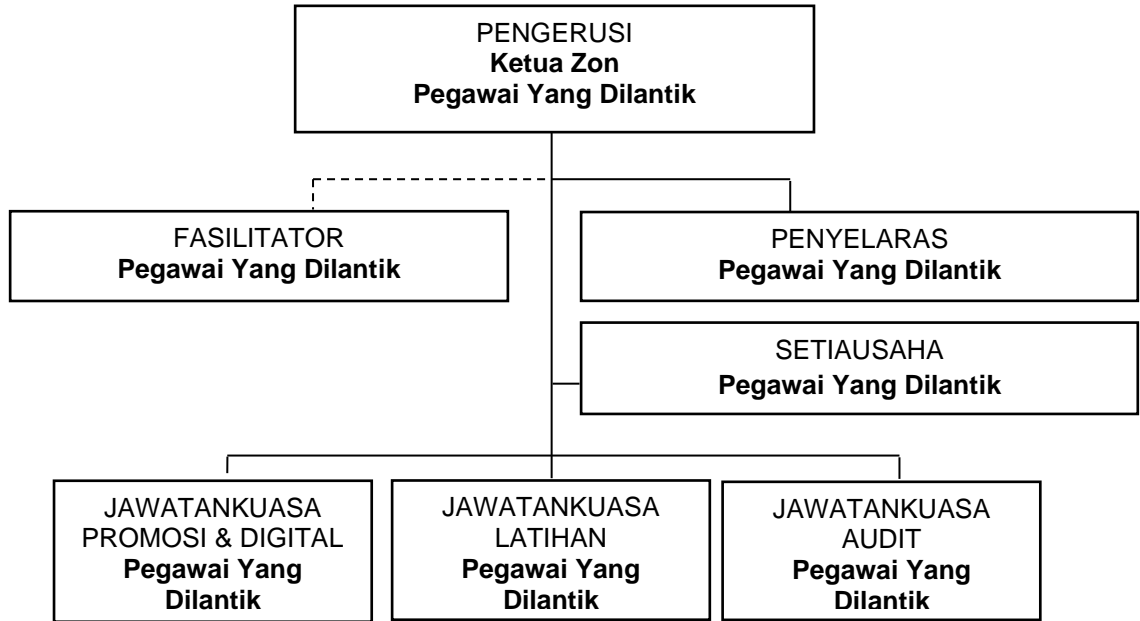 PENGERUSI
Ketua Zon
Pegawai Yang Dilantik
FASILITATOR
Pegawai Yang Dilantik
PENYELARAS
Pegawai Yang Dilantik
SETIAUSAHA
Pegawai Yang Dilantik
JAWATANKUASA
PROMOSI & DIGITAL
Pegawai Yang
Dilantik
JAWATANKUASA
LATIHAN
Pegawai Yang
Dilantik
JAWATANKUASA
AUDIT
Pegawai Yang
Dilantik